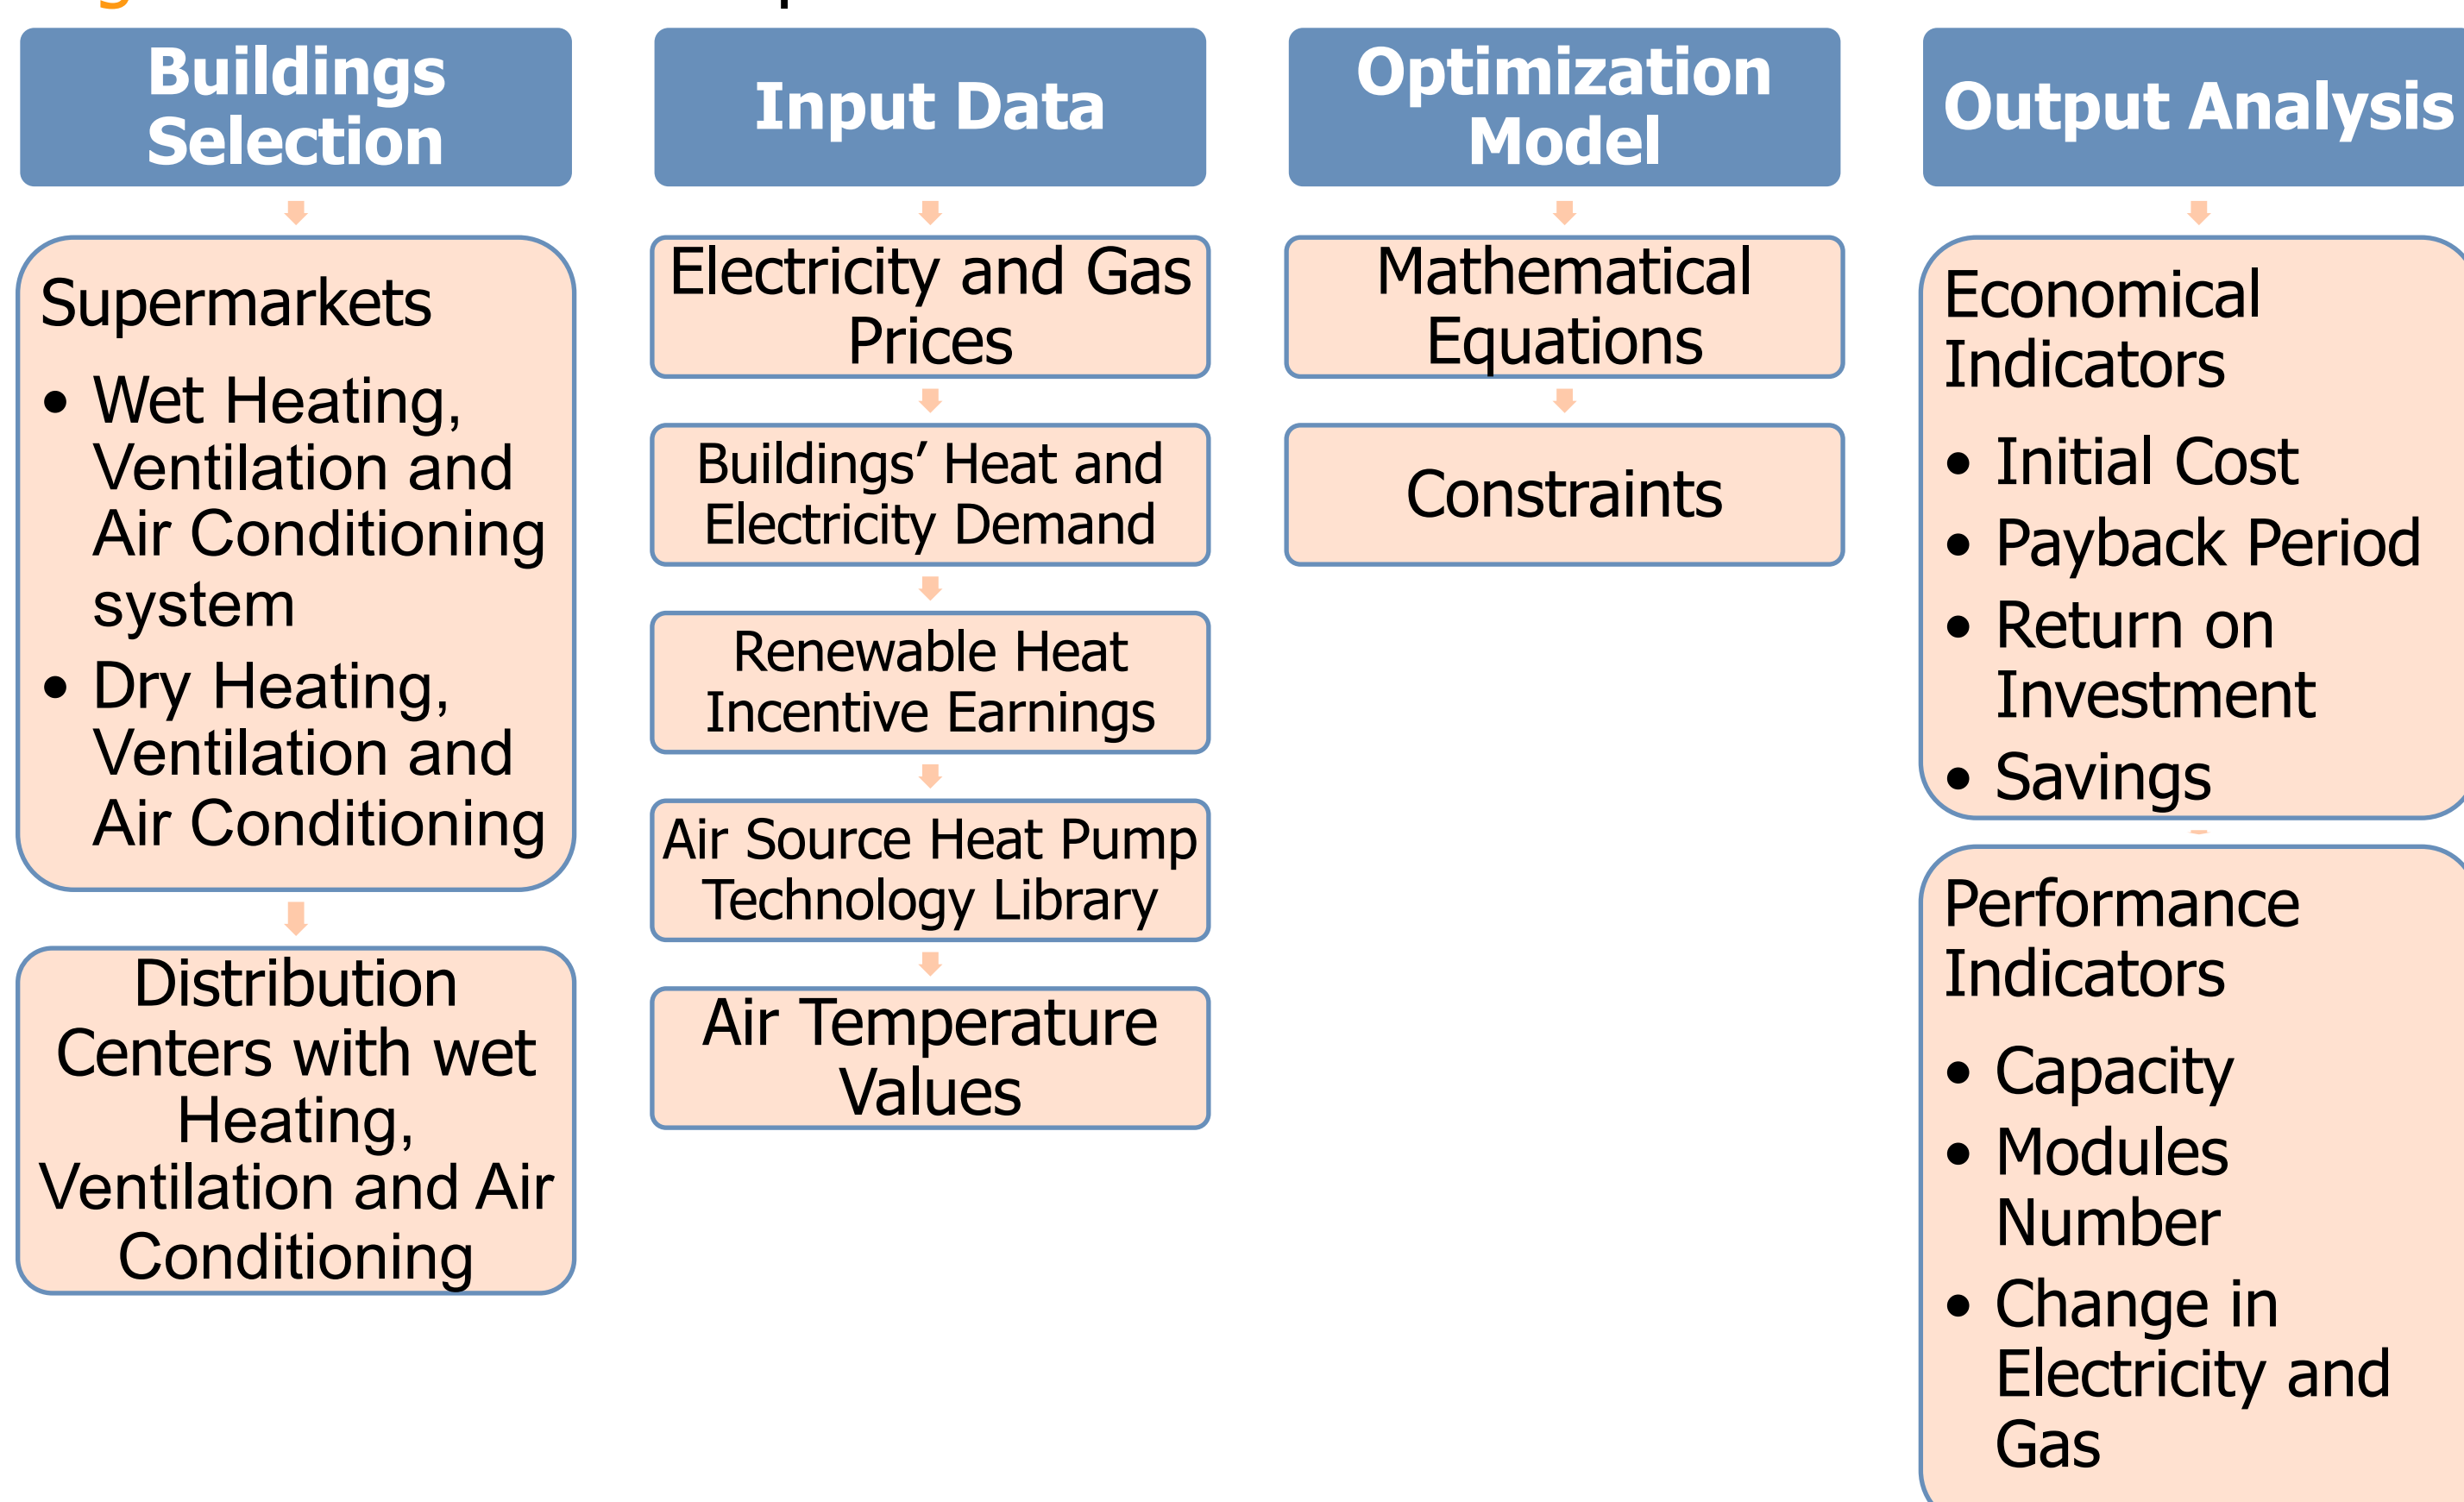 Buildings
Selection
Supermarkets
• Wet Heating,
Ventilation and
Air Conditioning
system
• Dry Heating,
Ventilation and
Air Conditioning
Distribution
Centers with wet
Heating,
Ventilation and Air
Conditioning
Input Data
Electricity and Gas
Prices
Buildings’ Heat and
Electricity Demand
Renewable Heat
Incentive Earnings
Air Source Heat Pump
Technology Library
Air Temperature
Values
Optimization
Model
Mathematical
Equations
Constraints
Output Analysis
Economical
Indicators
• Initial Cost
• Payback Period
• Return on
Investment
• Savings
Performance
Indicators
• Capacity
• Modules
Number
• Change in
Electricity and
Gas